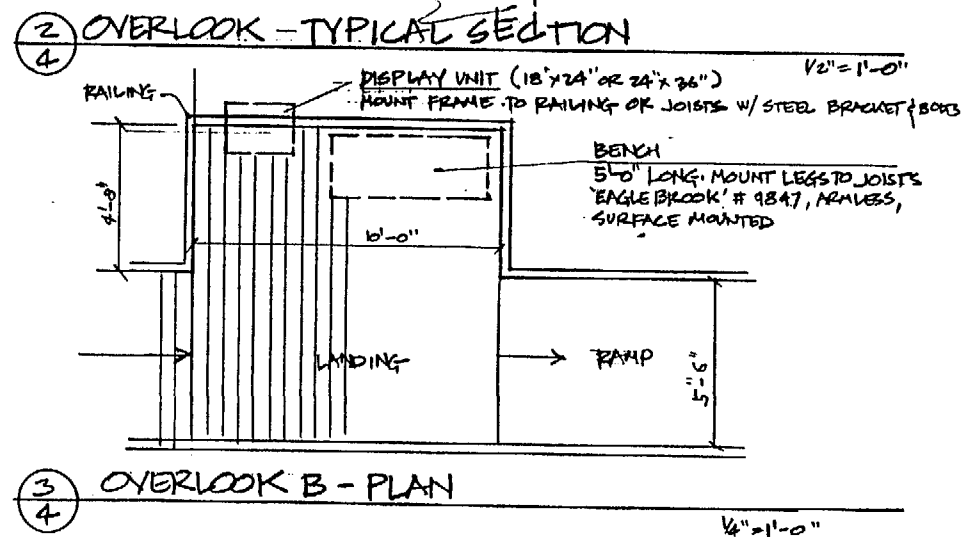 2
4
OVERLOOK - TYPICAL SECTION
1/2"=1'-0"
RAILING
DISPLAY UNIT (18"x24" OR 24"x36")
MOUNT FRAME TO RAILING OR JOISTS W/ STEEL BRACKET & BOLTS
BENCH
5'-0" LONG. MOUNT LEGS TO JOISTS
'EAGLE BROOK' # 9847, ARMLESS,
SURFACE MOUNTED
4'-8"
LANDING
RAMP
5'-6"
3
4
OVERLOOK B - PLAN
1/4"=1'-0"